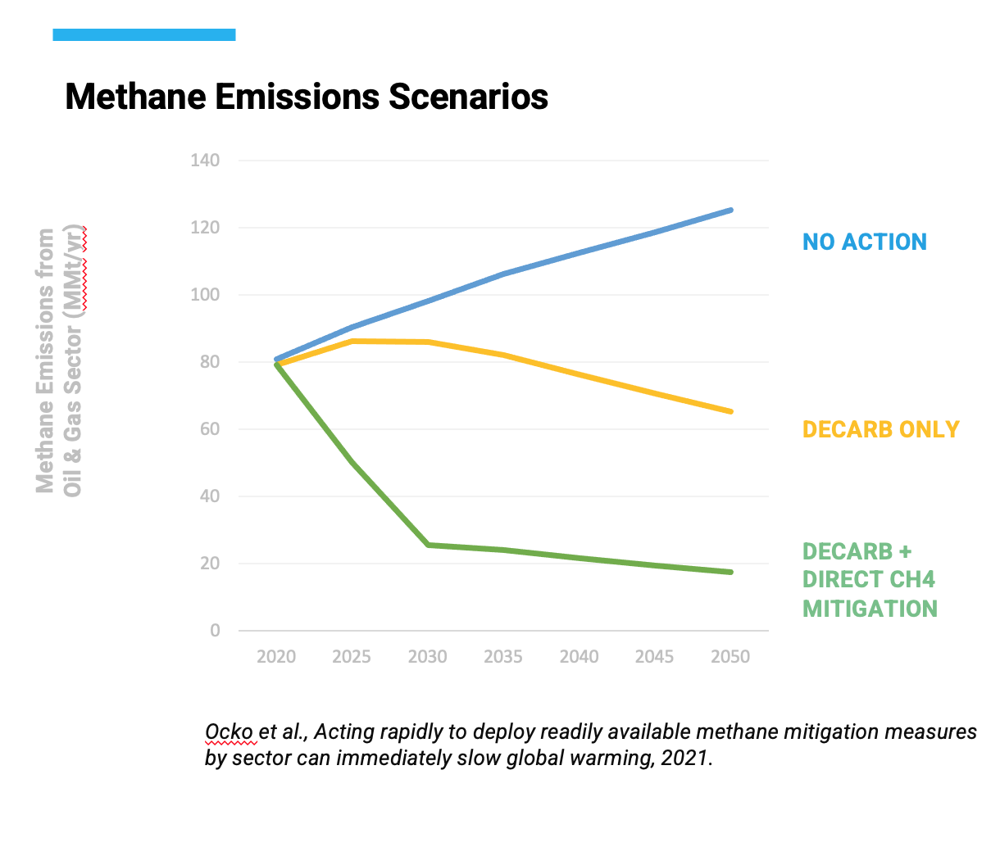 Methane Emissions Scenarios
Methane Emissions from
Oil & Gas Sector (MMt/yr)
140
120
100
80
60
40
20
0
2020 2025 2030 2035 2040 2045 2050
NO ACTION
DECARB ONLY
DECARB +
DIRECT CH4
MITIGATION
Ocko et al., Acting rapidly to deploy readily available methane mitigation measures
by sector can immediately slow global warming, 2021.